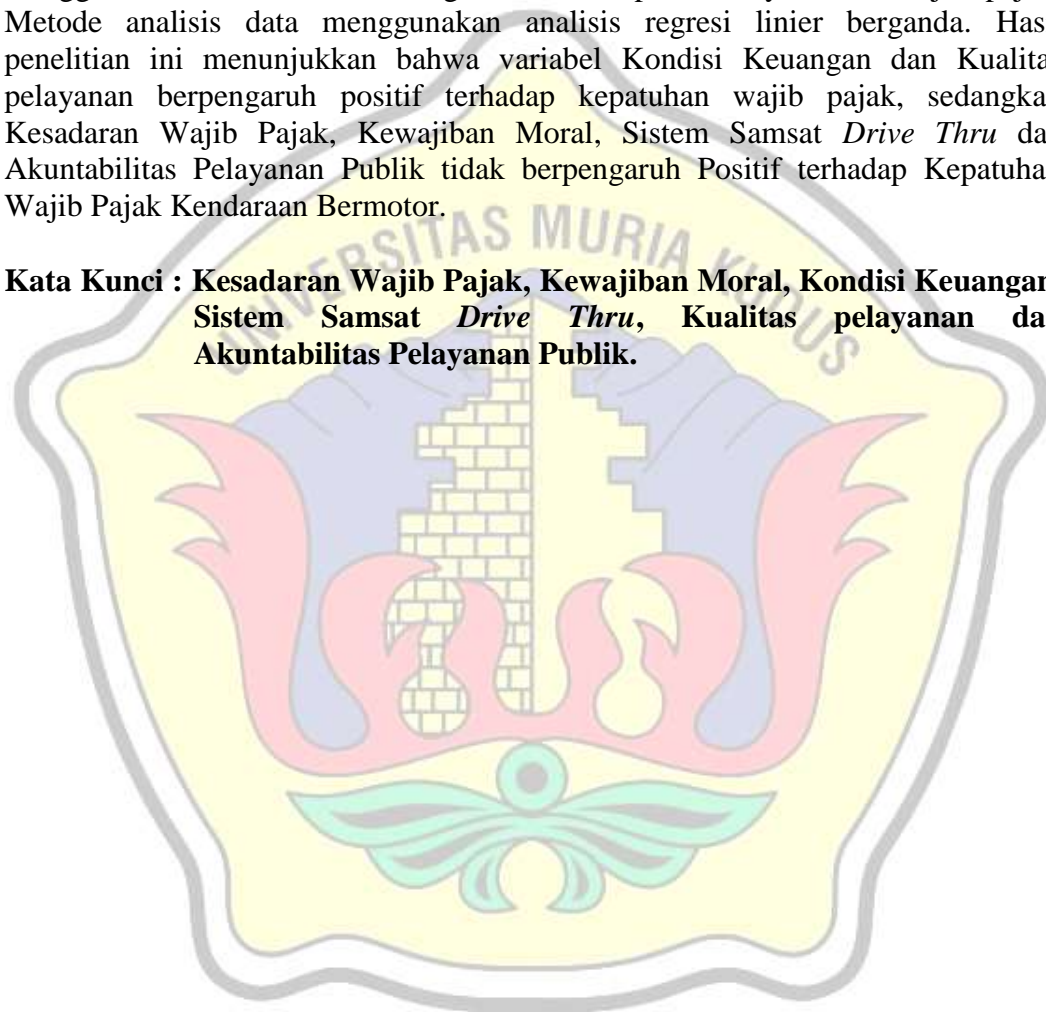 Metode analisis data menggunakan analisis regresi linier berganda. Has
penelitian ini menunjukkan bahwa variabel Kondisi Keuangan dan Kualita
pelayanan berpengaruh positif terhadap kepatuhan wajib pajak, sedangka
Kesadaran Wajib Pajak, Kewajiban Moral, Sistem Samsat Drive Thru da
Akuntabilitas Pelayanan Publik tidak berpengaruh Positif terhadap Kepatuha
Wajib Pajak Kendaraan Bermotor.
UNIVERSITAS MURIA KUDUS
Kata Kunci : Kesadaran Wajib Pajak, Kewajiban Moral, Kondisi Keuangan
Sistem Samsat Drive Thru, Kualitas pelayanan da
Akuntabilitas Pelayanan Publik.